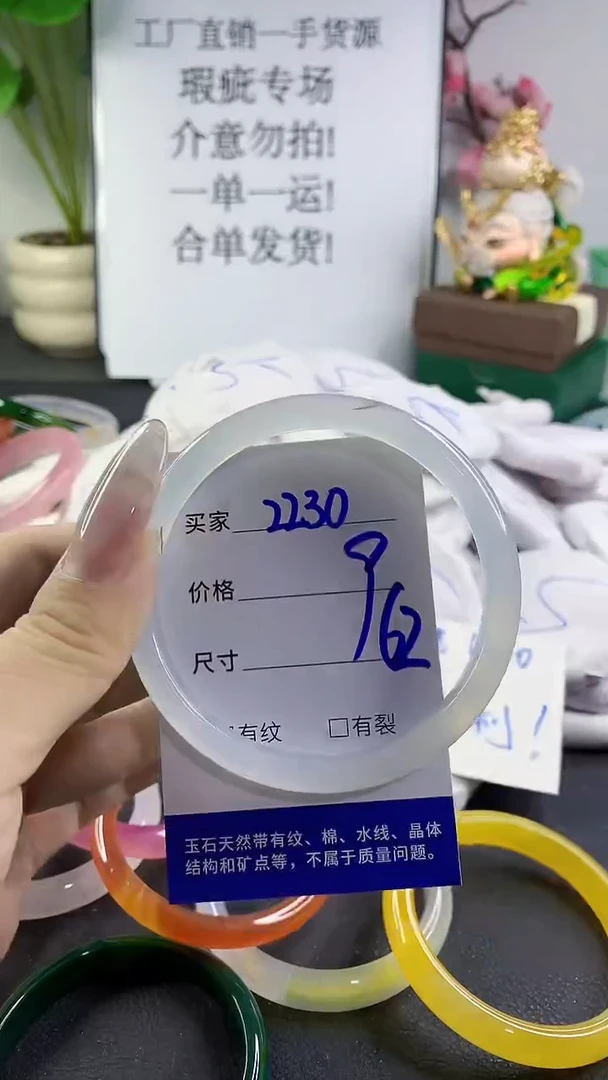 工厂直销一手货源
瑕疵专场
介意勿拍!
一单一运!
合单发货!
买家 2230
价格
尺寸 62
有纹 □有裂
利!
玉石天然带有纹、棉、水线、晶体
结构和矿点等，不属于质量问题。